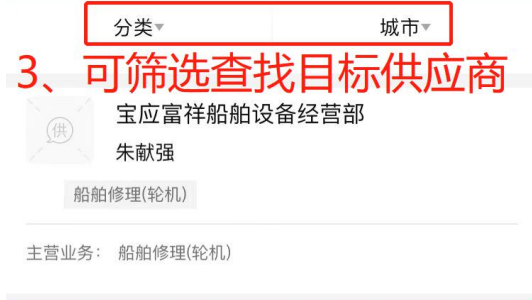 分类 城市
3、可筛选查找目标供应商
宝应富祥船舶设备经营部
供
朱献强
船舶修理(轮机)
主营业务： 船舶修理(轮机)